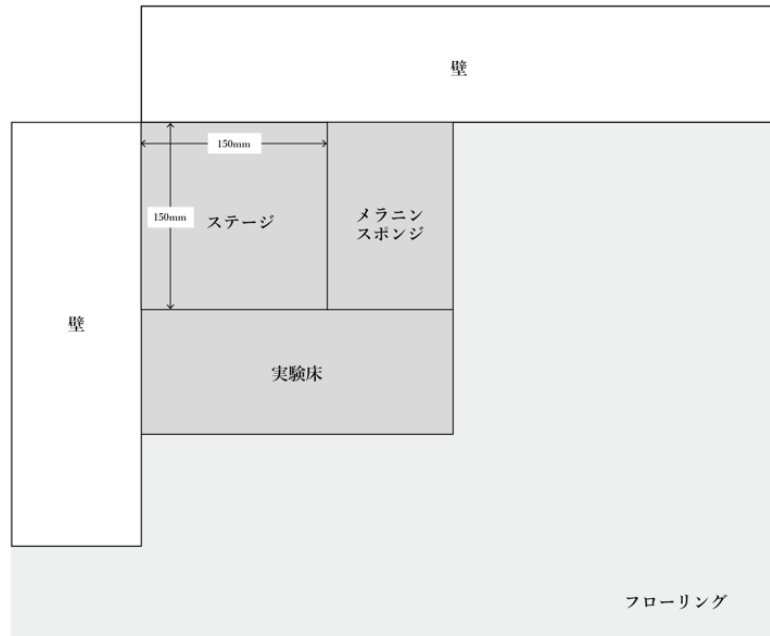 壁
150mm
150mm
ステージ
メラニン
スポンジ
壁
実験床
フローリング